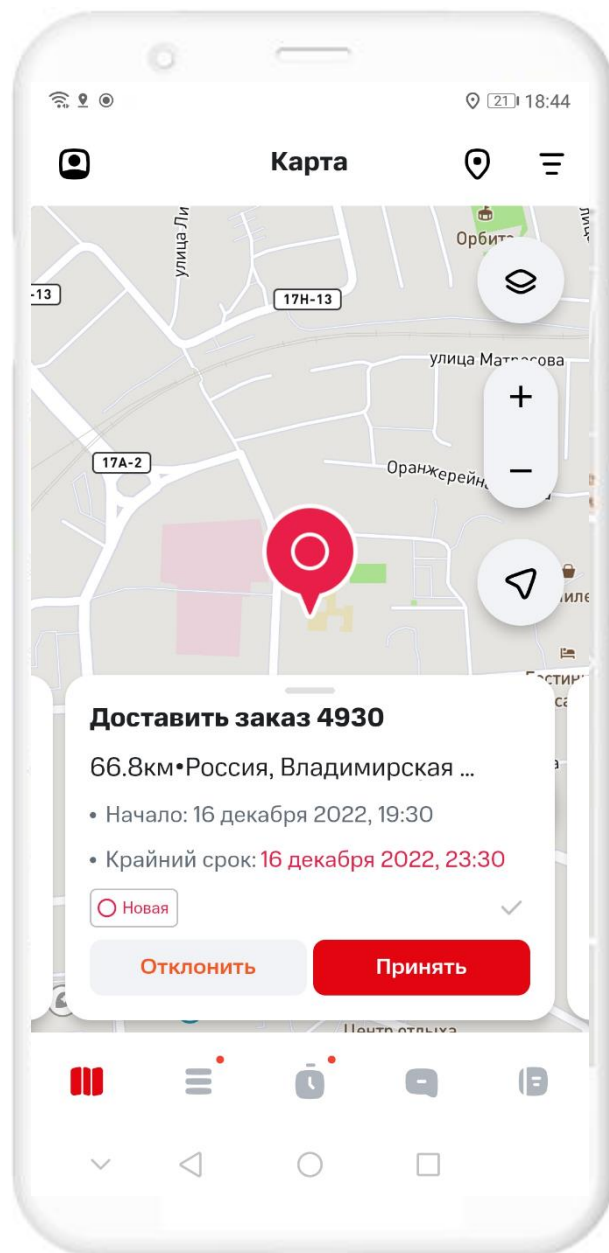 21 18:44
Карта
улица Ли
Орбита
-13
17Н-13
улица Матросова
17А-2
Оранжерейн
иле
Гостин
са
Доставить заказ 4930
66.8км•Россия, Владимирская ...
• Начало: 16 декабря 2022, 19:30
• Крайний срок: 16 декабря 2022, 23:30
Новая
Отклонить
Принять
Центр отдыха